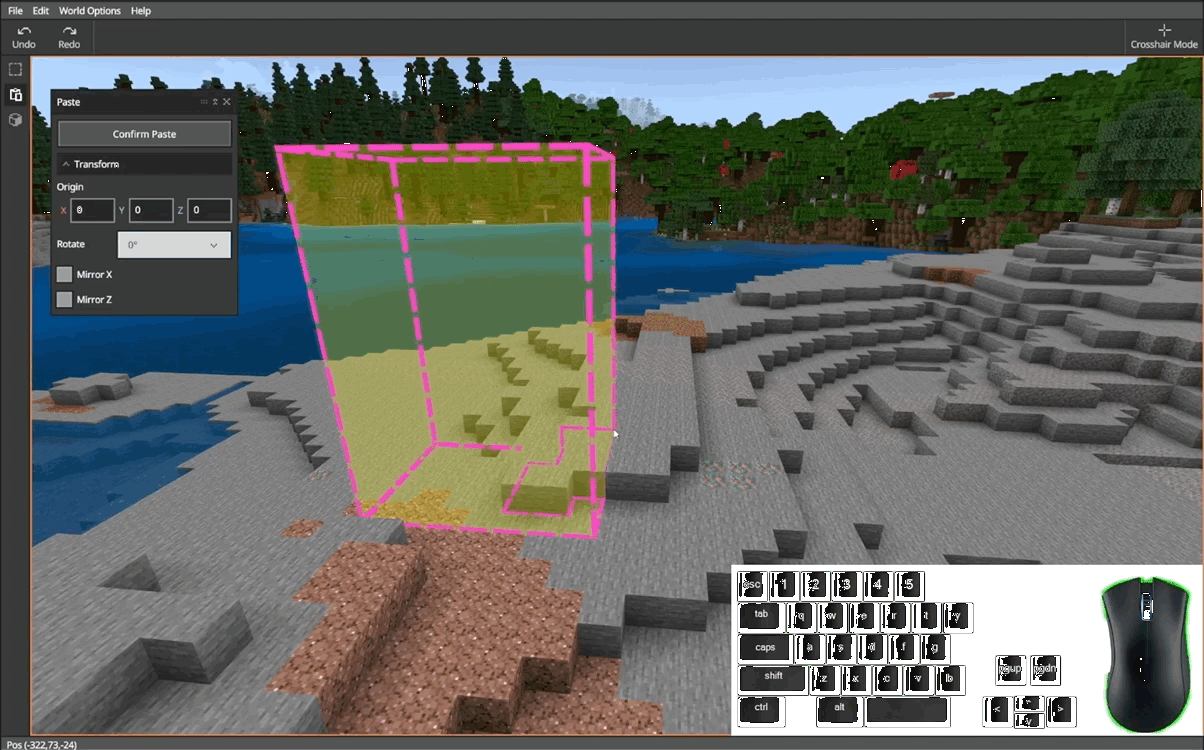 File Edit World Options Help
Undo Redo Crosshair Mode
Paste
Confirm Paste
Transform
Origin
X 0 Y 0 Z 0
Rotate 0°
Mirror X
Mirror Z
esc 1 2 3 4 5
tab q w e r t y
caps a s d f g
shift z x c v b
ctrl alt < v >
pgup pgdn
Pos (-322,73,-24)